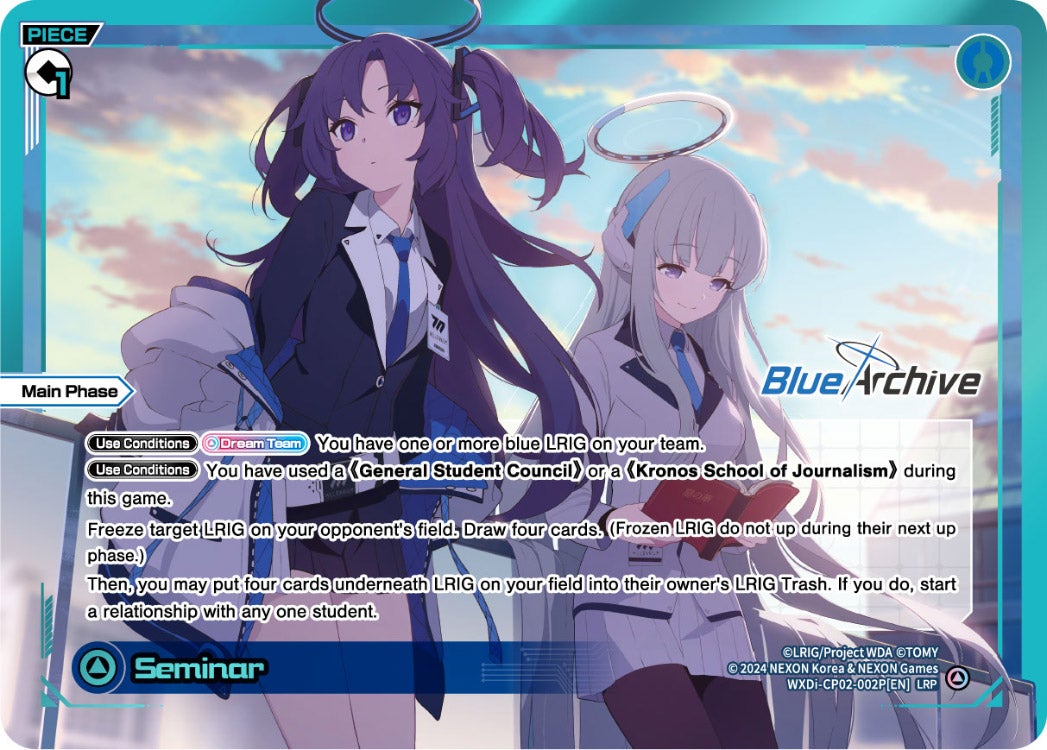 PIECE
1
Main Phase
Blue Archive
Use Conditions Dream Team You have one or more blue LRIG on your team.
Use Conditions You have used a 《General Student Council》 or a 《Kronos School of Journalism》 during
this game.
Freeze target LRIG on your opponent's field. Draw four cards. (Frozen LRIG do not up during their next up
phase.)
Then, you may put four cards underneath LRIG on your field into their owner's LRIG Trash. If you do, start
a relationship with any one student.
Seminar
©LRIG/Project WDA ©TOMY
©2024 NEXON Korea & NEXON Games
WXDi-CP02-002P[EN] LRP